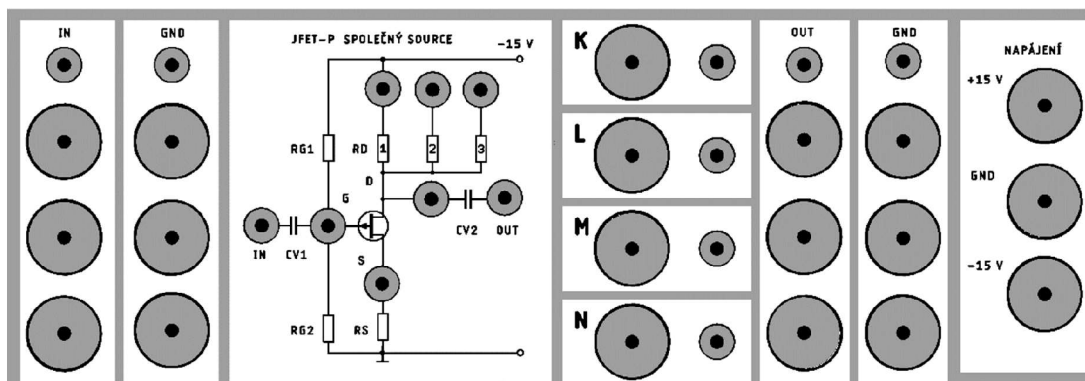 IN
GND
JFET-P SPOLEČNÝ SOURCE
-15 V
RG1
RD
1
2
3
D
G
IN
CV1
CV2
OUT
S
RG2
RS
K
L
M
N
OUT
GND
NAPÁJENÍ
+15 V
GND
-15 V